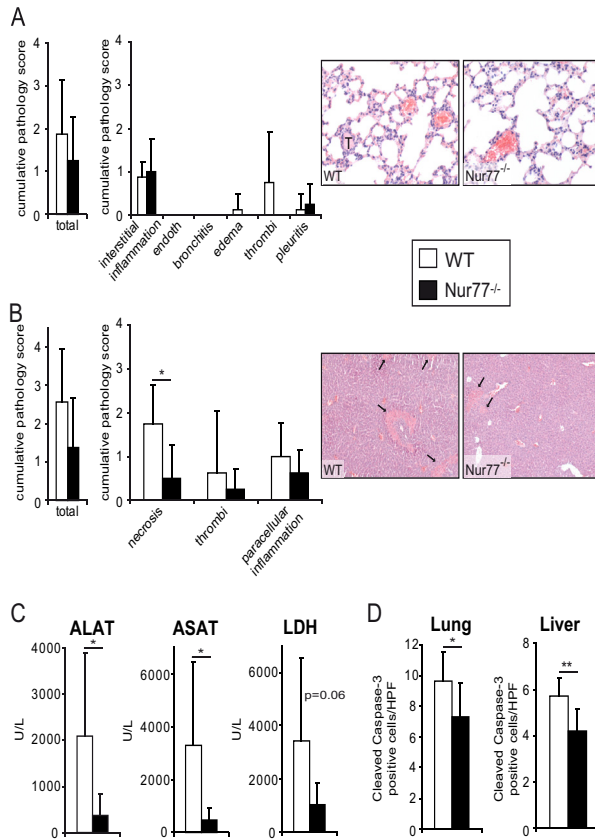 A
cumulative pathology score
4
3
2
1
0
total
cumulative pathology score
4
3
2
1
0
interstitial
inflammation
endoth
bronchitis
edema
thrombi
pleuritis
T
WT
Nur77-/-
WT
Nur77-/-
B
cumulative pathology score
4
3
2
1
0
total
cumulative pathology score
4
3
2
1
0
*
necrosis
thrombi
paracellular
inflammation
WT
Nur77-/-
C
ALAT
U/L
4000
3000
2000
1000
0
*
ASAT
U/L
6000
4000
2000
0
*
LDH
U/L
6000
4000
2000
0
p=0.06
D
Lung
Cleaved Caspase-3
positive cells/HPF
12
10
8
6
4
2
0
*
Liver
Cleaved Caspase-3
positive cells/HPF
8
6
4
2
0
**